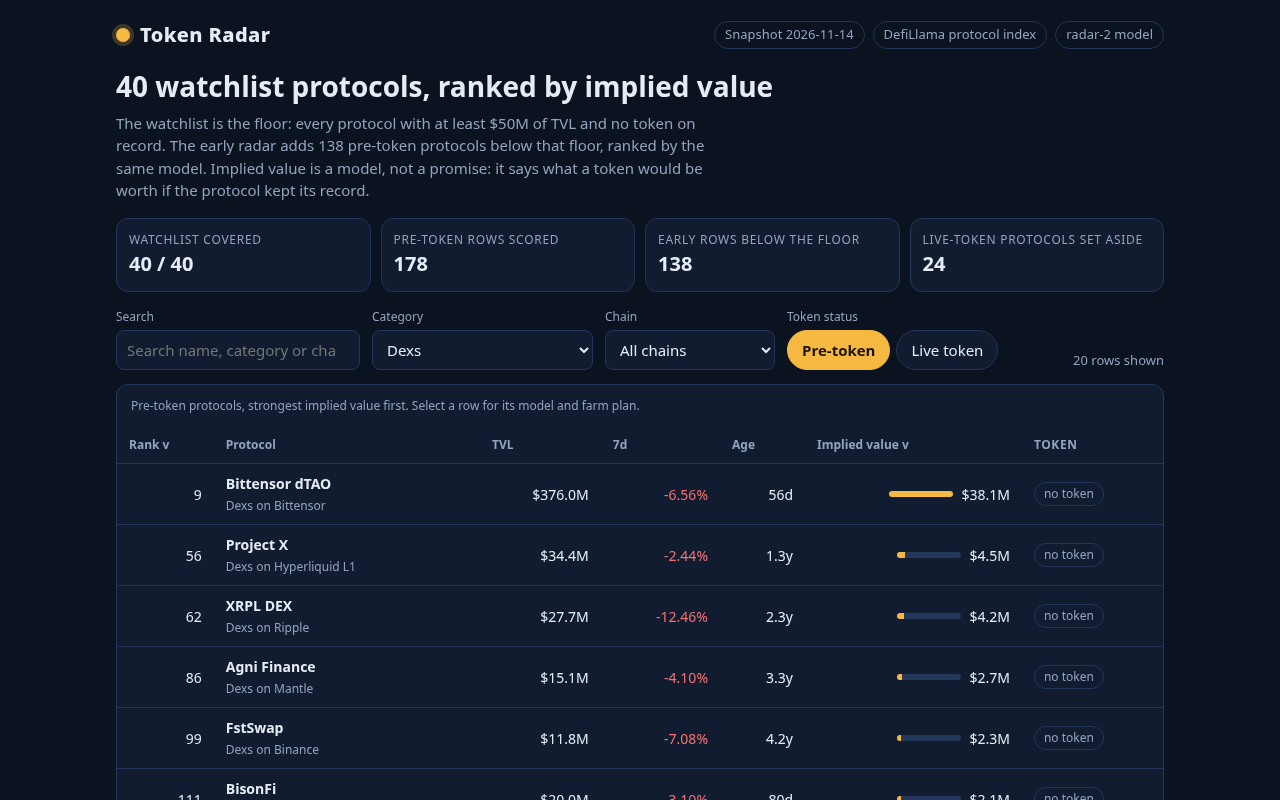 Token Radar
Snapshot 2026-11-14
DefiLlama protocol index
radar-2 model
40 watchlist protocols, ranked by implied value
The watchlist is the floor: every protocol with at least $50M of TVL and no token on
record. The early radar adds 138 pre-token protocols below that floor, ranked by the
same model. Implied value is a model, not a promise: it says what a token would be
worth if the protocol kept its record.
WATCHLIST COVERED
40 / 40
PRE-TOKEN ROWS SCORED
178
EARLY ROWS BELOW THE FLOOR
138
LIVE-TOKEN PROTOCOLS SET ASIDE
24
Search
Search name, category or cha
Category
Dexs
Chain
All chains
Token status
Pre-token
Live token
20 rows shown
Pre-token protocols, strongest implied value first. Select a row for its model and farm plan.
Rank v Protocol TVL 7d Age Implied value v TOKEN
9 Bittensor dTAO $376.0M -6.56% 56d $38.1M no token
Dexs on Bittensor
56 Project X $34.4M -2.44% 1.3y $4.5M no token
Dexs on Hyperliquid L1
62 XRPL DEX $27.7M -12.46% 2.3y $4.2M no token
Dexs on Ripple
86 Agni Finance $15.1M -4.10% 3.3y $2.7M no token
Dexs on Mantle
99 FstSwap $11.8M -7.08% 4.2y $2.3M no token
Dexs on Binance
111 BisonFi $20.0M -3.10% 80d $2.1M no token